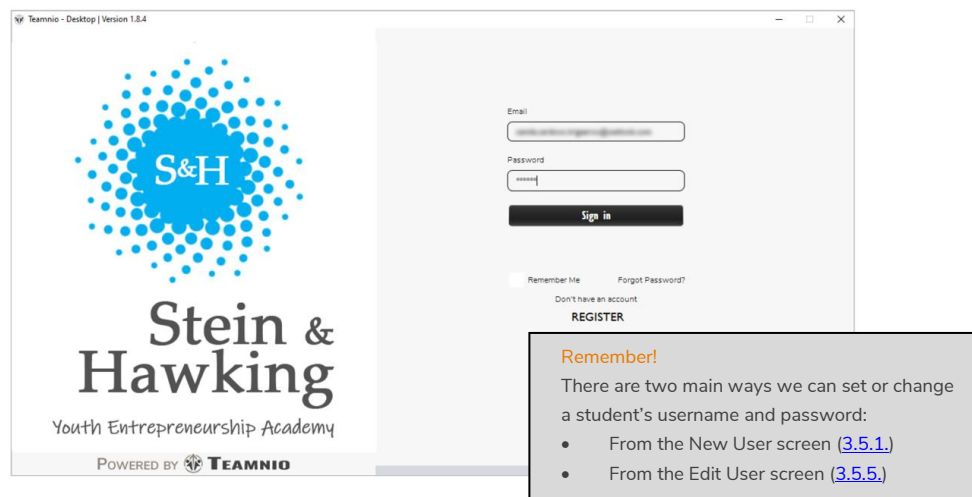 Teamnio - Desktop | Version 1.8.4
S&H
Stein &
Hawking
Youth Entrepreneurship Academy
POWERED BY TEAMNIO
Email
Password
Sign in
Remember Me Forgot Password?
Don't have an account
REGISTER
Remember!
There are two main ways we can set or change
a student's username and password:
• From the New User screen (3.5.1.)
• From the Edit User screen (3.5.5.)